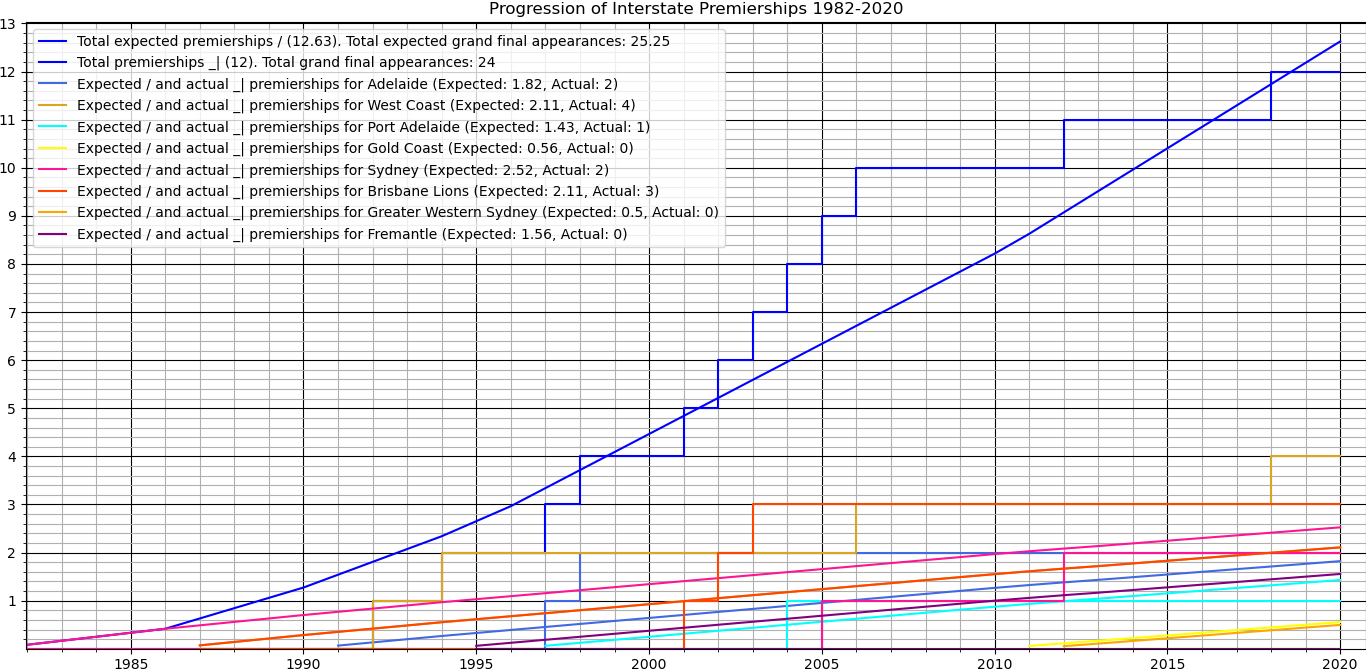 Progression of Interstate Premierships 1982-2020
13
Total expected premierships / (12.63). Total expected grand final appearances: 25.25
Total premierships _| (12). Total grand final appearances: 24
12
Expected / and actual _| premierships for Adelaide (Expected: 1.82, Actual: 2)
Expected / and actual _| premierships for West Coast (Expected: 2.11, Actual: 4)
11
Expected / and actual _| premierships for Port Adelaide (Expected: 1.43, Actual: 1)
Expected / and actual _| premierships for Gold Coast (Expected: 0.56, Actual: 0)
10
Expected / and actual _| premierships for Sydney (Expected: 2.52, Actual: 2)
Expected / and actual _| premierships for Brisbane Lions (Expected: 2.11, Actual: 3)
9
Expected / and actual _| premierships for Greater Western Sydney (Expected: 0.5, Actual: 0)
Expected / and actual _| premierships for Fremantle (Expected: 1.56, Actual: 0)
8
7
6
5
4
3
2
1
1985 1990 1995 2000 2005 2010 2015 2020